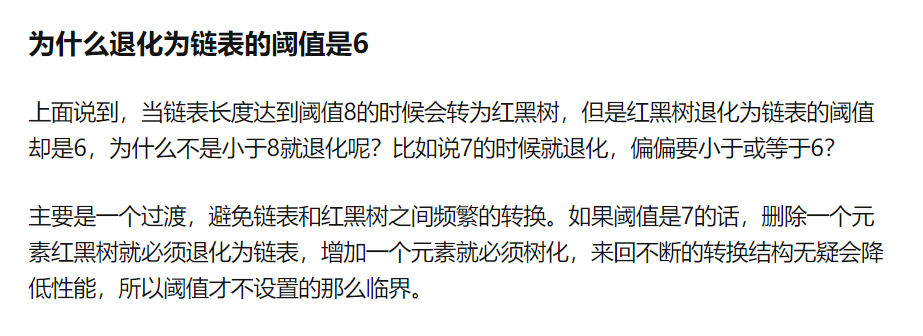 为什么退化为链表的阈值是6
上面说到，当链表长度达到阈值8的时候会转为红黑树，但是红黑树退化为链表的阈值
却是6，为什么不是小于8就退化呢？比如说7的时候就退化，偏偏要小于或等于6？
主要是一个过渡，避免链表和红黑树之间频繁的转换。如果阈值是7的话，删除一个元
素红黑树就必须退化为链表，增加一个元素就必须树化，来回不断的转换结构无疑会降
低性能，所以阈值才不设置的那么临界。